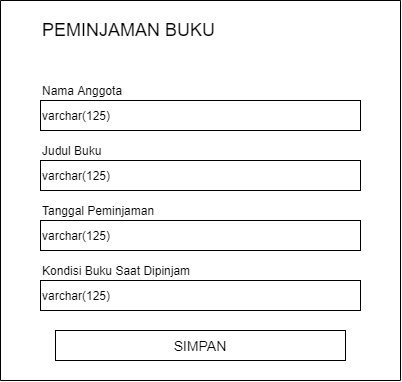 PEMINJAMAN BUKU
Nama Anggota
varchar(125)
Judul Buku
varchar(125)
Tanggal Peminjaman
varchar(125)
Kondisi Buku Saat Dipinjam
varchar(125)
SIMPAN